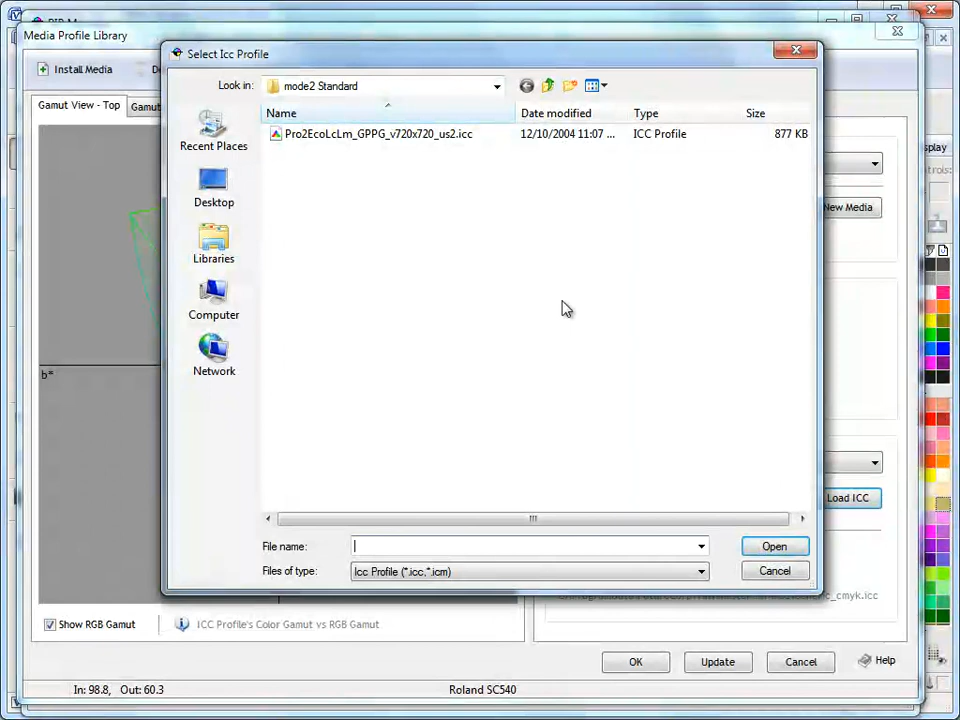 Media Profile Library
Install Media
Gamut View - Top
Gamut
b*
Show RGB Gamut
ICC Profile's Color Gamut vs RGB Gamut
In: 98.8, Out: 60.3
Roland SC540
Select Icc Profile
Look in:
mode2 Standard
Name
Date modified
Type
Size
Pro2EcoLcLm_GPPG_v720x720_us2.icc
12/10/2004 11:07 ...
ICC Profile
877 KB
Recent Places
Desktop
Libraries
Computer
Network
File name:
Open
Files of type:
Icc Profile (*.icc,*.icm)
Cancel
New Media
Load ICC
_cmyk.icc
OK
Update
Cancel
Help